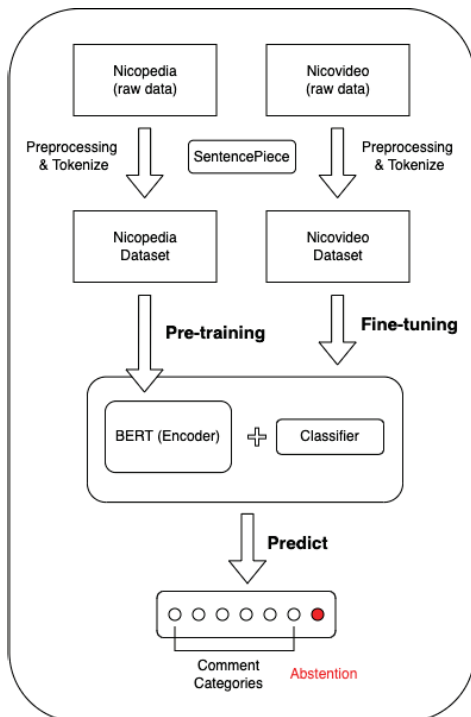 Nicopedia
(raw data)
Nicovideo
(raw data)
Preprocessing
& Tokenize
SentencePiece
Preprocessing
& Tokenize
Nicopedia
Dataset
Nicovideo
Dataset
Pre-training
Fine-tuning
BERT (Encoder)
Classifier
Predict
Comment
Categories
Abstention